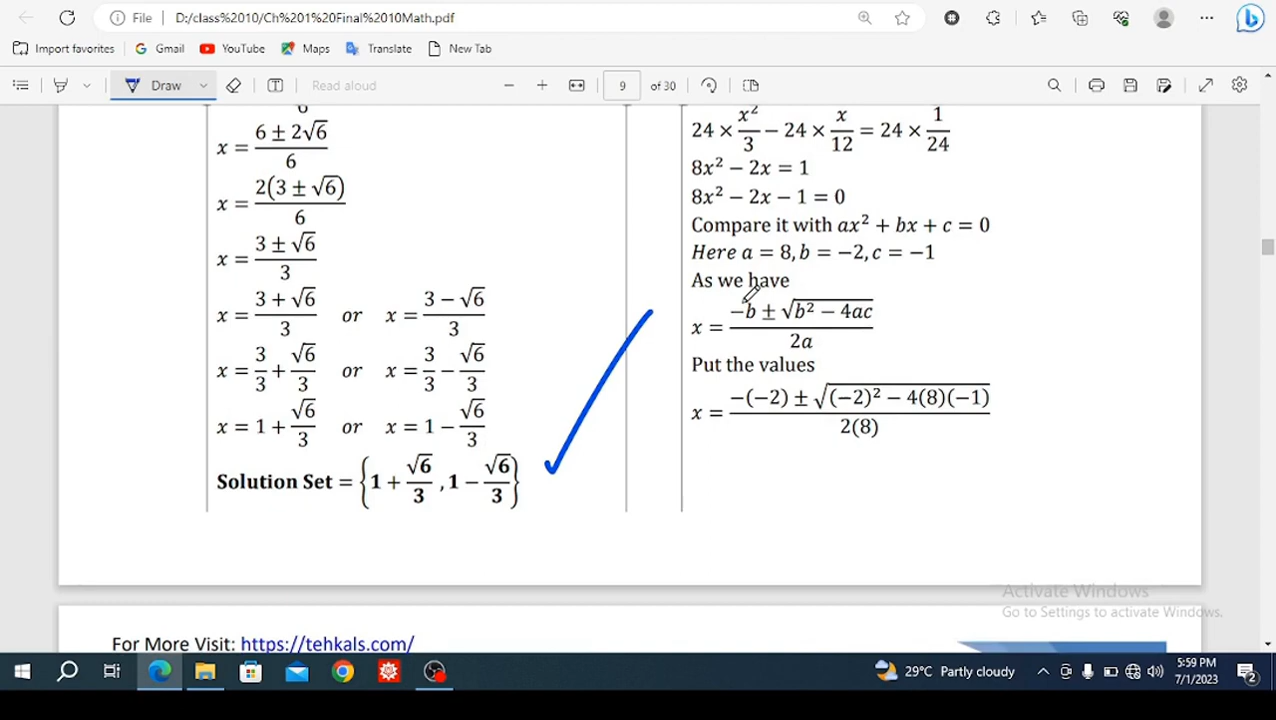 File D:/class%2010/Ch%201%20Final%2010Math.pdf
Import favorites Gmail YouTube Maps Translate New Tab
Draw Read aloud 9 of 30
6
x = (6 ± 2√6)/6
x = 2(3 ± √6)/6
x = (3 ± √6)/3
x = (3 + √6)/3 or x = (3 − √6)/3
x = 3/3 + √6/3 or x = 3/3 − √6/3
x = 1 + √6/3 or x = 1 − √6/3
Solution Set = {1 + √6/3 , 1 − √6/3}
24 × x²/3 − 24 × x/12 = 24 × 1/24
8x² − 2x = 1
8x² − 2x − 1 = 0
Compare it with ax² + bx + c = 0
Here a = 8, b = −2, c = −1
As we have
x = (−b ± √(b² − 4ac))/2a
Put the values
x = (−(−2) ± √((−2)² − 4(8)(−1)))/2(8)
Activate Windows
Go to Settings to activate Windows.
For More Visit: https://tehkals.com/
29°C Partly cloudy
5:59 PM
7/1/2023
2